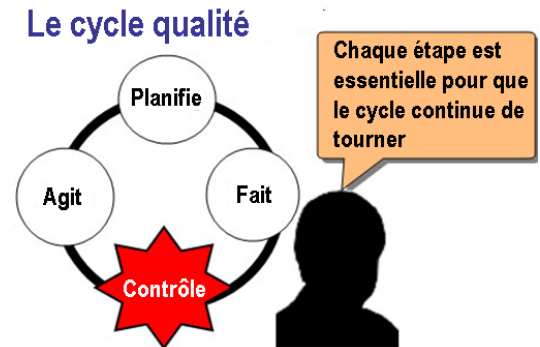 Le cycle qualité
Chaque étape est
essentielle pour que
le cycle continue de
tourner
Planifie
Agit
Fait
Contrôle